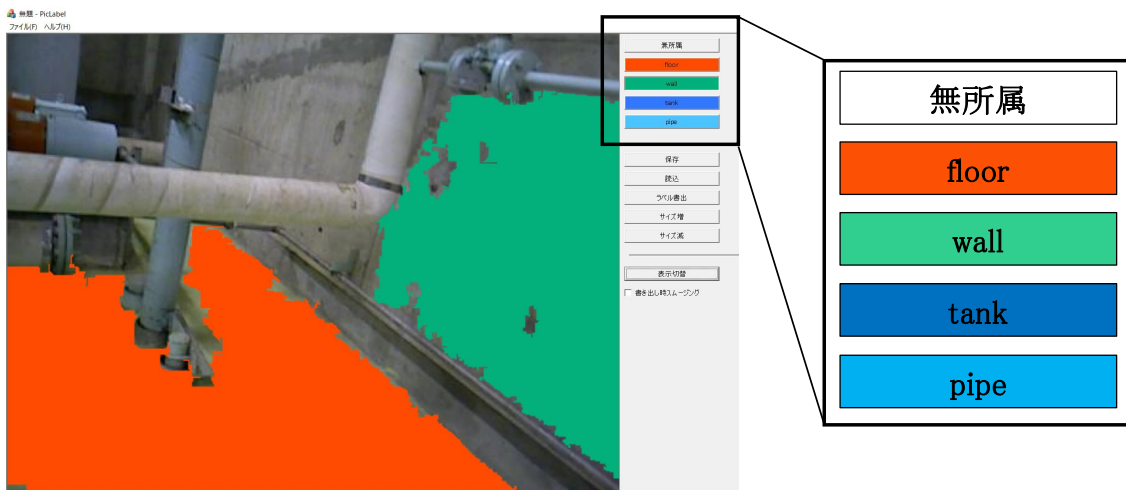 無題 - PicLabel
ファイル(F) ヘルプ(H)
無所属
floor
wall
tank
pipe
保存
読込
ラベル書出
サイズ増
サイズ減
表示切替
書き出し時スムージング
無所属
floor
wall
tank
pipe